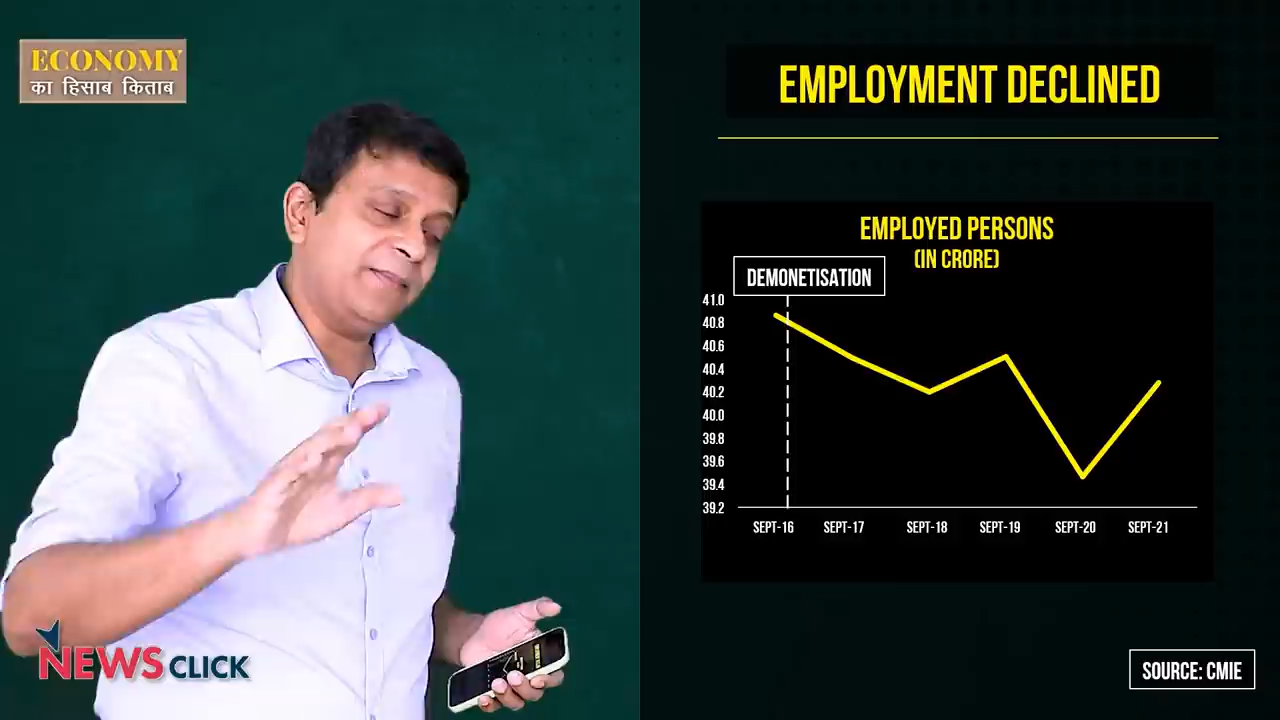 ECONOMY
का हिसाब किताब
NEWSCLICK
EMPLOYMENT DECLINED
EMPLOYED PERSONS
(IN CRORE)
DEMONETISATION
41.0
40.8
40.6
40.4
40.2
40.0
39.8
39.6
39.4
39.2
SEPT-16 SEPT-17 SEPT-18 SEPT-19 SEPT-20 SEPT-21
SOURCE: CMIE